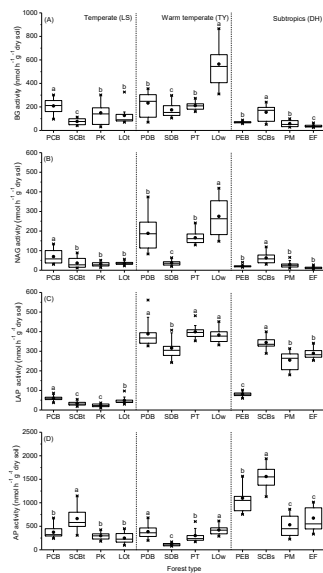 (A) Temperate (LS) Warm temperate (TY) Subtropics (DH)
BG activity (nmol h⁻¹ g⁻¹ dry soil)
1000
800
600
400
200
0
a c b b b c b a b a b c
PCB SCBt PK LOt PDB SDB PT LOw PEB SCBs PM EF
(B)
NAG activity (nmol h⁻¹ g⁻¹ dry soil)
500
400
300
200
100
0
PCB SCBt PK LOt PDB SDB PT LOw PEB SCBs PM EF
(C)
LAP activity (nmol h⁻¹ g⁻¹ dry soil)
600
500
400
300
200
100
0
PCB SCBt PK LOt PDB SDB PT LOw PEB SCBs PM EF
(D)
AP activity (nmol h⁻¹ g⁻¹ dry soil)
2500
2000
1500
1000
500
0
PCB SCBt PK LOt PDB SDB PT LOw PEB SCBs PM EF
Forest type